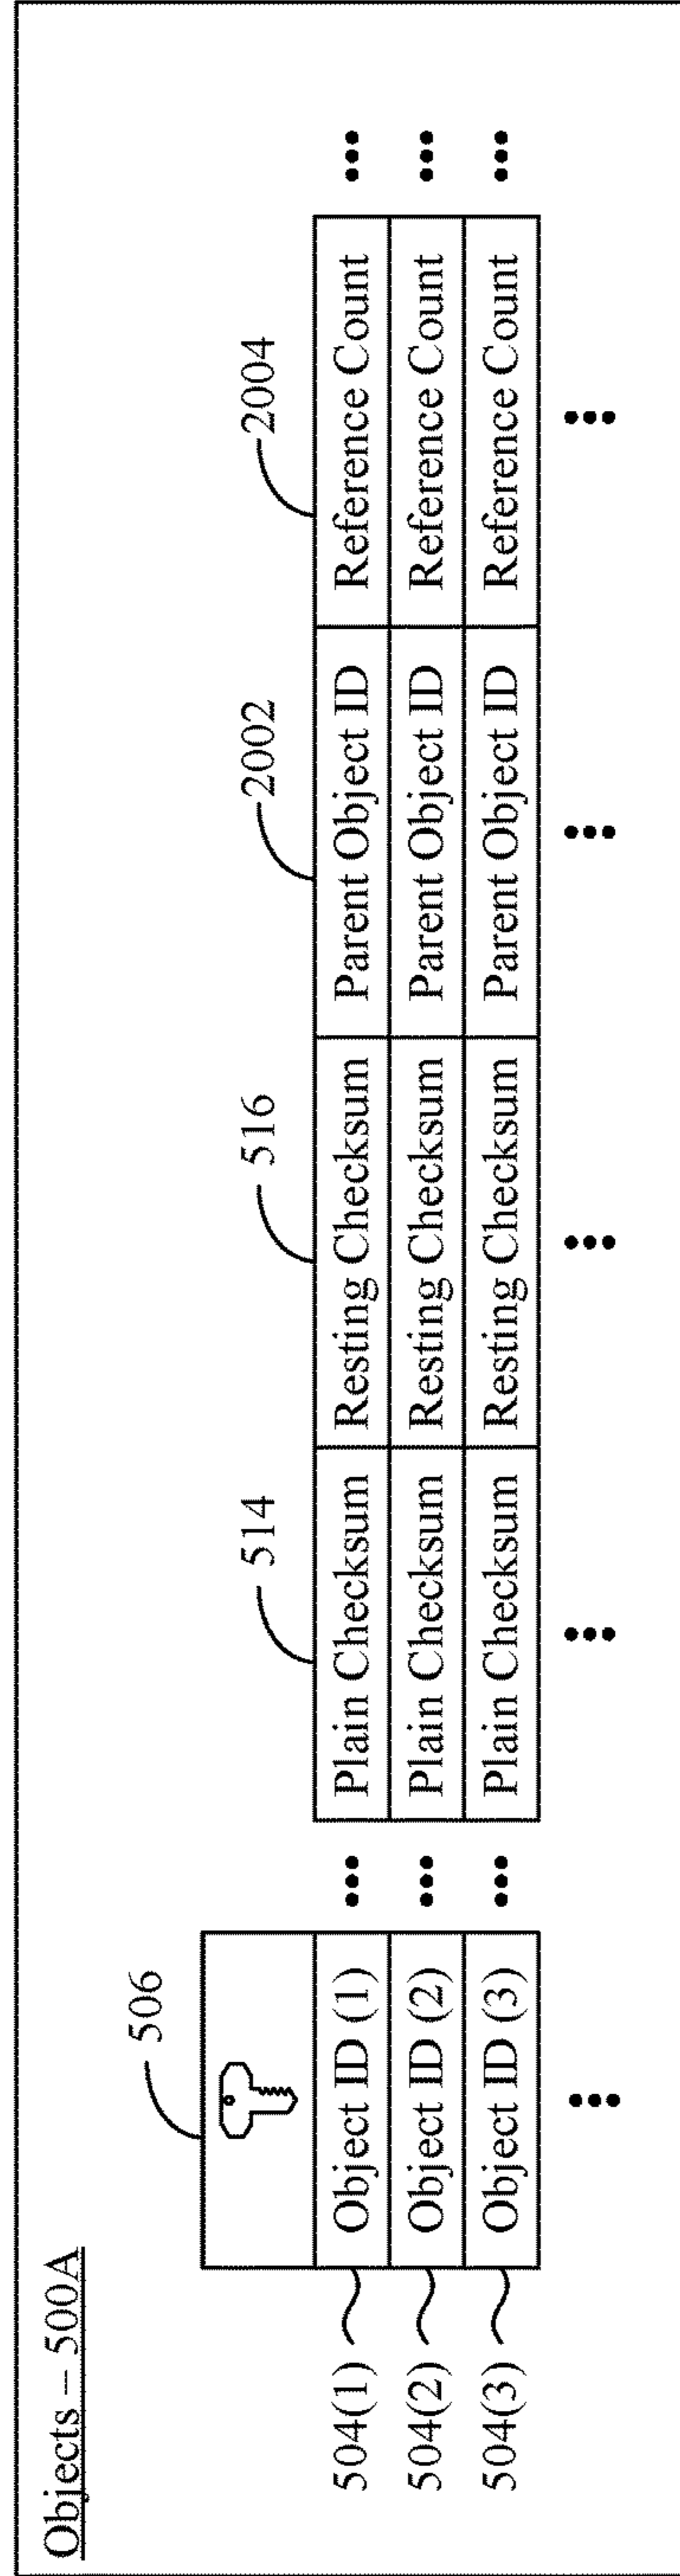 Objects – 500A
506
514
516
2002
2004
504(1) Object ID (1) ••• Plain Checksum Resting Checksum Parent Object ID Reference Count •••
504(2) Object ID (2) ••• Plain Checksum Resting Checksum Parent Object ID Reference Count •••
504(3) Object ID (3) ••• Plain Checksum Resting Checksum Parent Object ID Reference Count •••